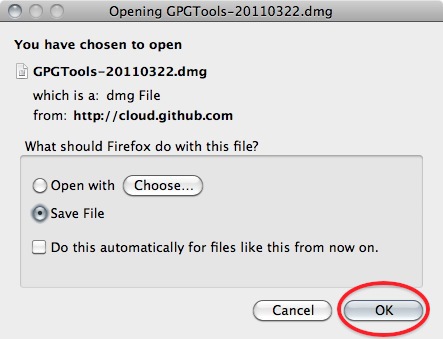 Opening GPGTools-20110322.dmg
You have chosen to open
GPGTools-20110322.dmg
which is a: dmg File
from: http://cloud.github.com
What should Firefox do with this file?
Open with Choose...
Save File
Do this automatically for files like this from now on.
Cancel OK